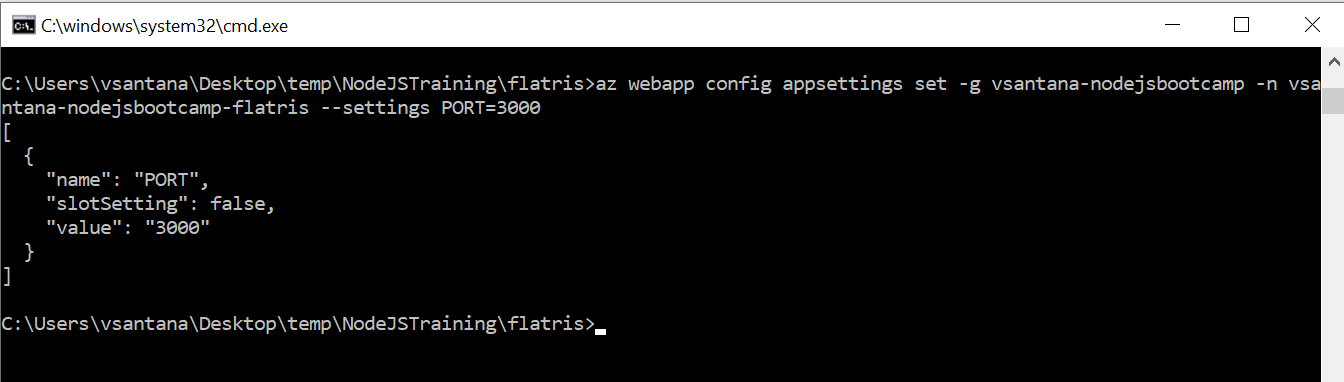 C:\windows\system32\cmd.exe
C:\Users\vsantana\Desktop\temp\NodeJSTraining\flatris>az webapp config appsettings set -g vsantana-nodejsbootcamp -n vsa
ntana-nodejsbootcamp-flatris --settings PORT=3000
[
  {
    "name": "PORT",
    "slotSetting": false,
    "value": "3000"
  }
]
C:\Users\vsantana\Desktop\temp\NodeJSTraining\flatris>